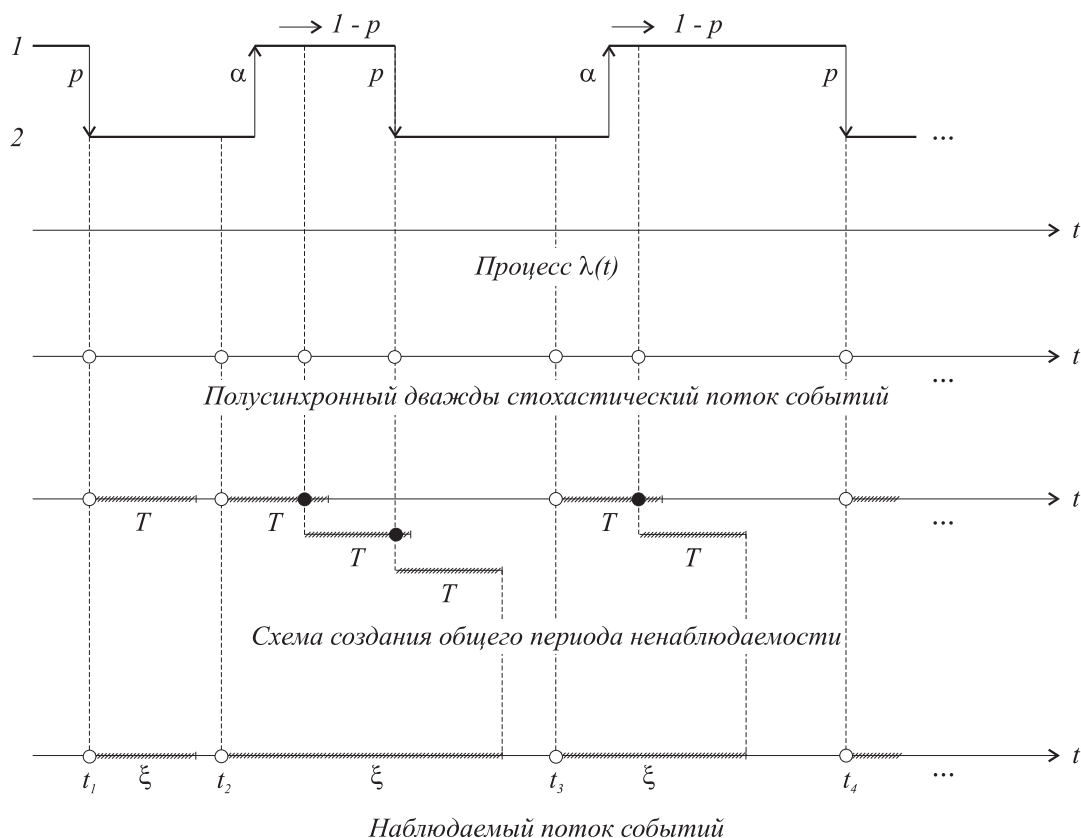 1 - p 1 - p
1
p α p α p
2 ...
t
Процесс λ(t)
t
...
Полусинхронный дважды стохастический поток событий
t
T T T ...
T T
T
Схема создания общего периода ненаблюдаемости
t
t₁ ξ t₂ ξ t₃ ξ t₄ ...
Наблюдаемый поток событий